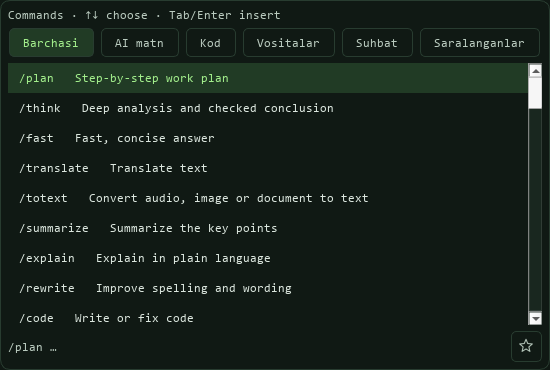 Commands · ↑↓ choose · Tab/Enter insert
Barchasi AI matn Kod Vositalar Suhbat Saralanganlar
/plan Step-by-step work plan
/think Deep analysis and checked conclusion
/fast Fast, concise answer
/translate Translate text
/totext Convert audio, image or document to text
/summarize Summarize the key points
/explain Explain in plain language
/rewrite Improve spelling and wording
/code Write or fix code
/plan …